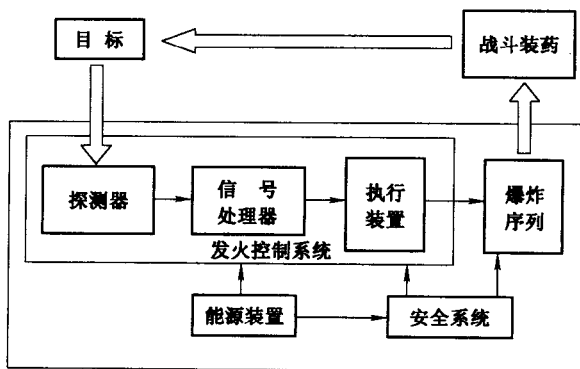 目标
战斗装药
探测器
信号
处理器
执行
装置
爆炸
序列
发火控制系统
能源装置
安全系统